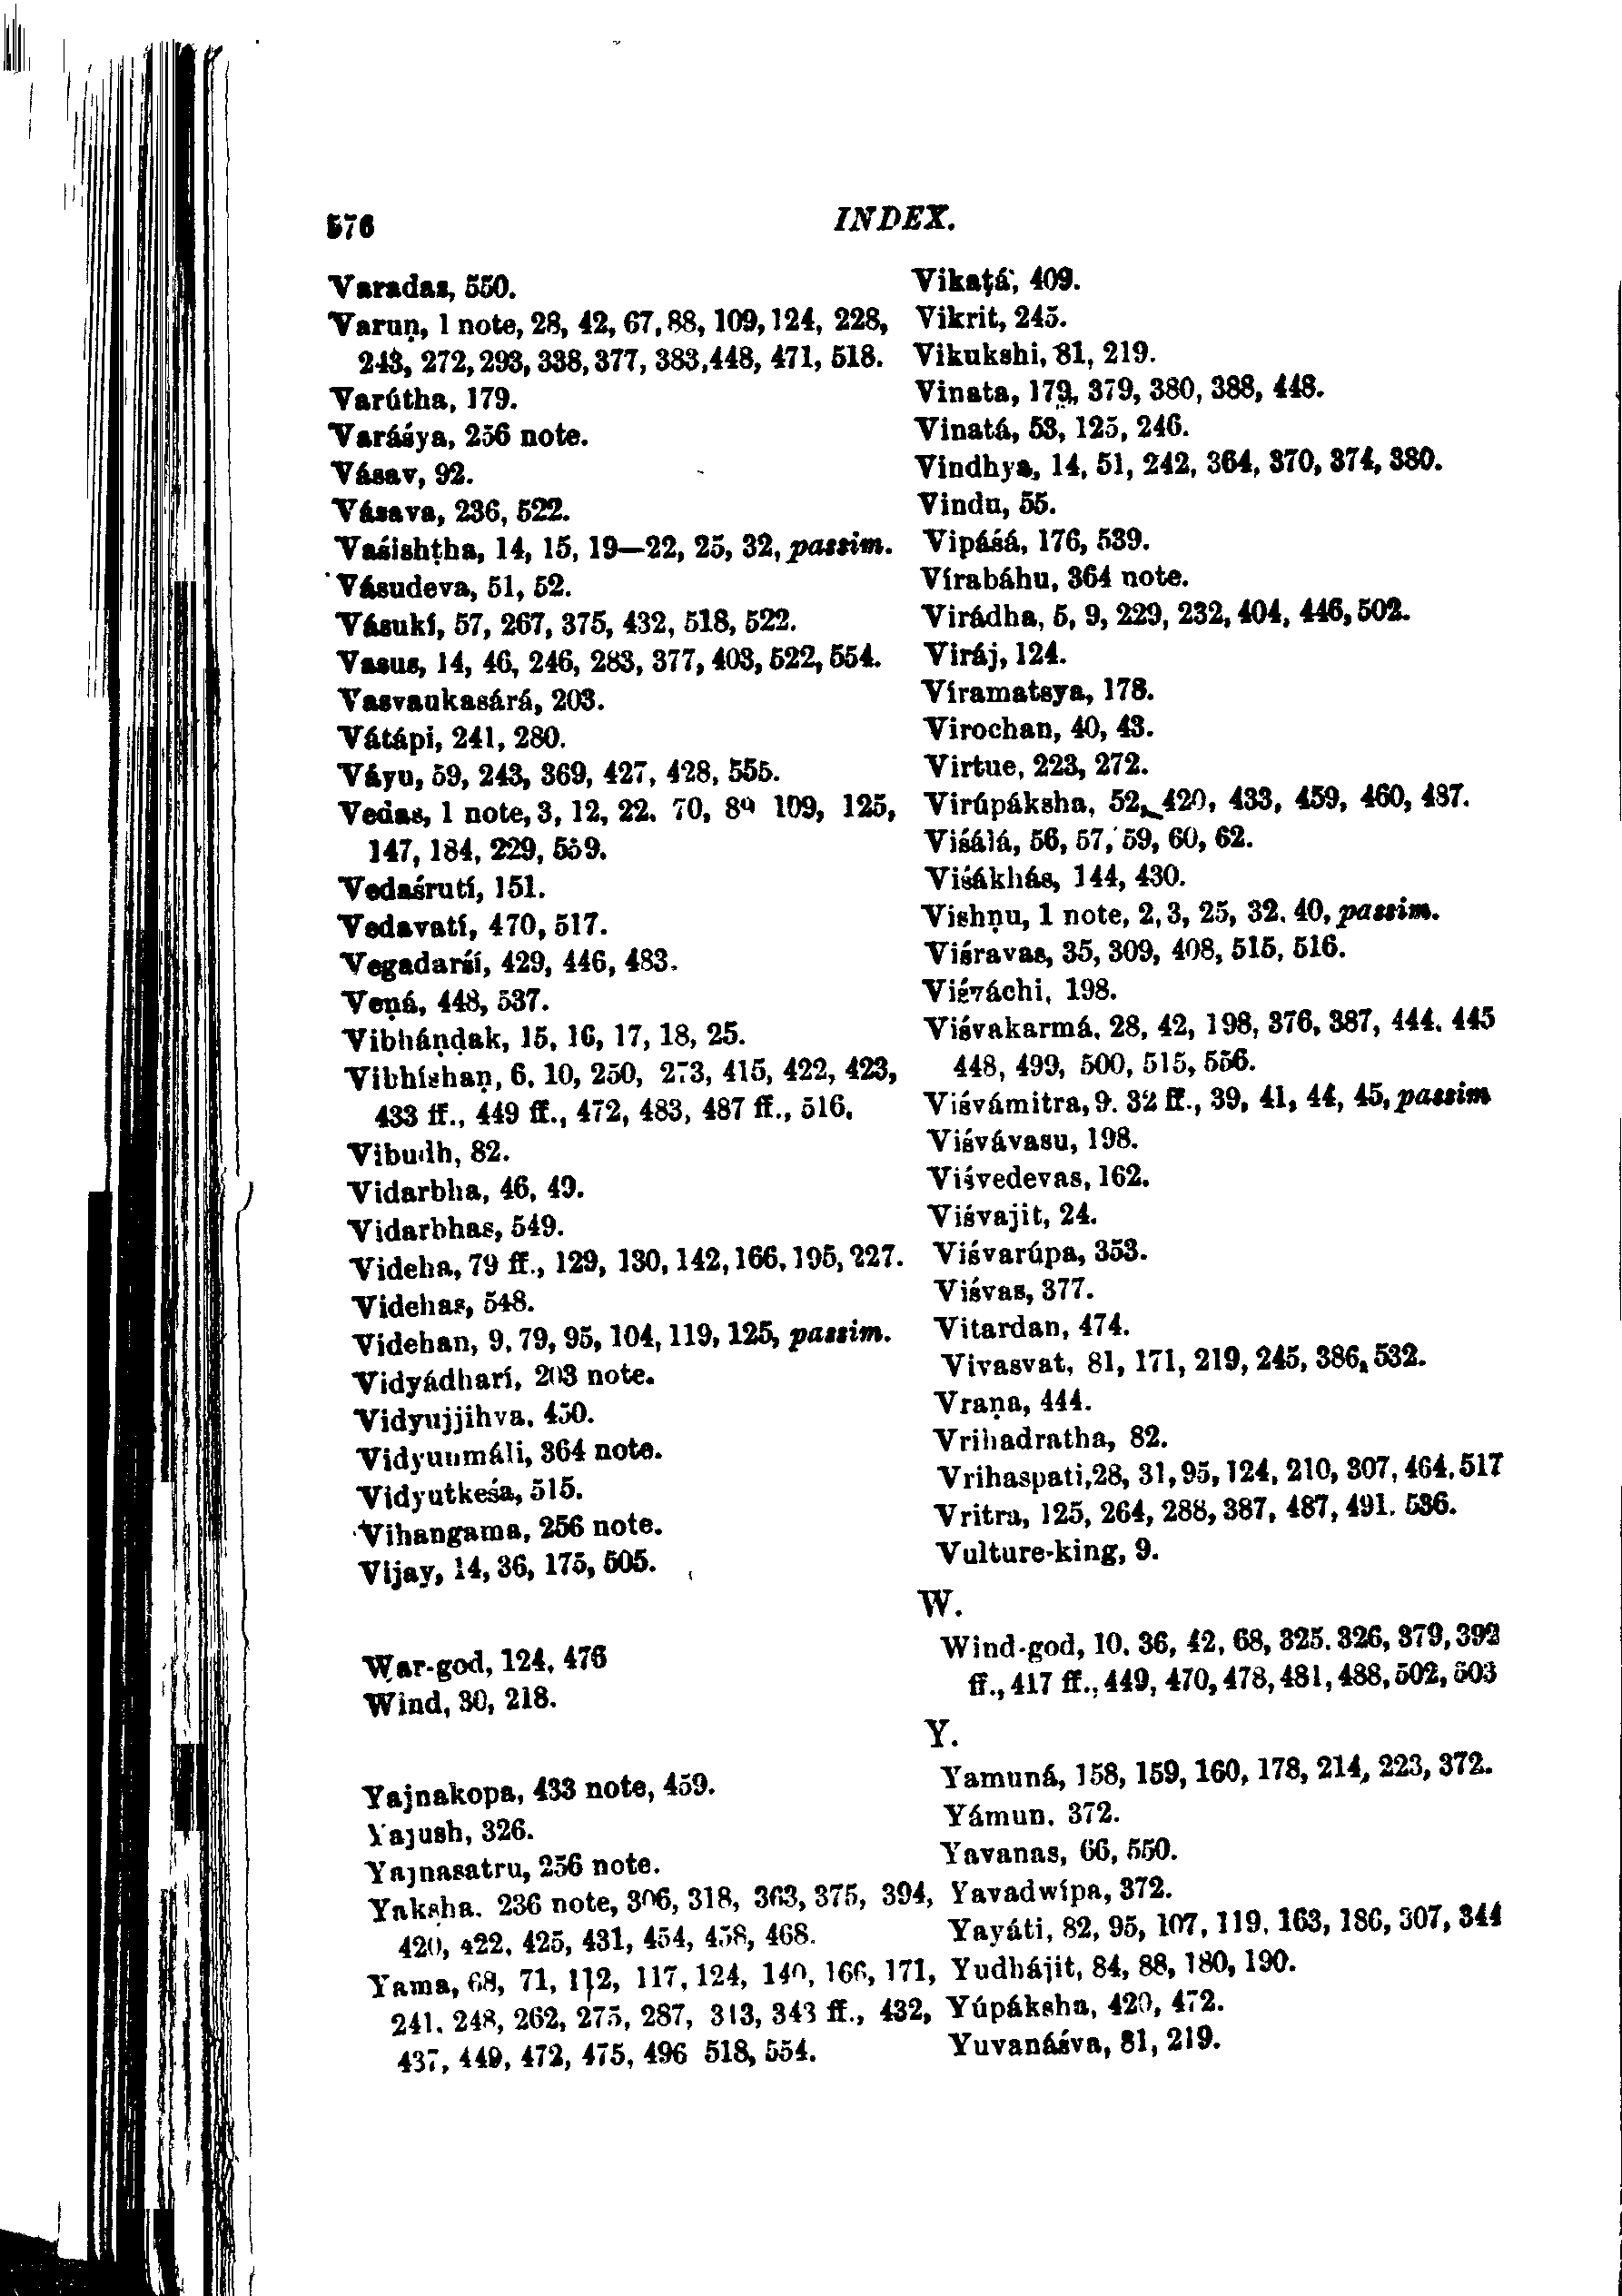 576
INDEX.
Varadas, 550.
Varuṇ, 1 note, 28, 42, 67, 88, 109, 124, 228,
243, 272, 293, 338, 377, 383, 448, 471, 518.
Varútha, 179.
Varáśya, 256 note.
Vásav, 92.
Vásava, 236, 522.
Vaśishṭha, 14, 15, 19—22, 25, 32, passim.
Vásudeva, 51, 52.
Vásukí, 57, 267, 375, 432, 518, 522.
Vasus, 14, 46, 246, 283, 377, 403, 522, 554.
Vasvaukasárá, 203.
Vátápi, 241, 280.
Váyu, 59, 243, 369, 427, 428, 555.
Vedas, 1 note, 3, 12, 22, 70, 109, 125,
147, 184, 229, 559.
Vedaśrutí, 151.
Vedavatí, 470, 517.
Vegadarśí, 429, 446, 483.
Veṇá, 448, 537.
Vibháṇḍak, 15, 16, 17, 18, 25.
Vibhíshaṇ, 6, 10, 250, 273, 415, 422, 423,
433 ff., 449 ff., 472, 483, 487 ff., 516.
Vibudh, 82.
Vidarbha, 46, 49.
Vidarbhas, 549.
Videha, 79 ff., 129, 130, 142, 166, 195, 227.
Videhas, 548.
Videhan, 9, 79, 95, 104, 119, 125, passim.
Vidyádharí, 203 note.
Vidyujjihva, 450.
Vidyunmáli, 364 note.
Vidyutkeśa, 515.
Vihangama, 256 note.
Vijay, 14, 36, 175, 505.
Vikaṭá, 409.
Vikrit, 245.
Vikukshi, 81, 219.
Vinata, 179, 379, 380, 388, 448.
Vinatá, 53, 125, 246.
Vindhya, 14, 51, 242, 364, 370, 374, 380.
Vindu, 55.
Vipáśá, 176, 539.
Vírabáhu, 364 note.
Virádha, 5, 9, 229, 232, 404, 446, 502.
Viráj, 124.
Víramatsya, 178.
Virochan, 40, 43.
Virtue, 223, 272.
Virúpáksha, 52, 420, 433, 459, 460, 487.
Viśálá, 56, 57, 59, 60, 62.
Viśákhás, 144, 430.
Vishṇu, 1 note, 2, 3, 25, 32, 40, passim.
Viśravas, 35, 309, 408, 515, 516.
Viśváchi, 198.
Viśvakarmá, 28, 42, 198, 376, 387, 444, 445
448, 499, 500, 515, 556.
Viśvámitra, 9. 32 ff., 39, 41, 44, 45, passim
Viśvávasu, 198.
Viśvedevas, 162.
Viśvajit, 24.
Viśvarúpa, 353.
Viśvas, 377.
Vitardan, 474.
Vivasvat, 81, 171, 219, 245, 386, 532.
Vraṇa, 444.
Vrihadratha, 82.
Vrihaspati, 28, 31, 95, 124, 210, 307, 464, 517
Vritra, 125, 264, 288, 387, 487, 491. 536.
Vulture-king, 9.
W.
War-god, 124, 476
Wind, 30, 218.
Wind-god, 10, 36, 42, 68, 325, 326, 379, 392
ff., 417 ff., 449, 470, 478, 481, 488, 502, 503
Y.
Yajnakopa, 433 note, 459.
Yajush, 326.
Yajnasatru, 256 note.
Yaksha. 236 note, 306, 318, 363, 375, 394,
420, 422, 425, 431, 454, 458, 468.
Yama, 68, 71, 112, 117, 124, 140, 166, 171,
241, 248, 262, 275, 287, 313, 343 ff., 432,
437, 449, 472, 475, 496 518, 554.
Yamuná, 158, 159, 160, 178, 214, 223, 372.
Yámun, 372.
Yavanas, 66, 550.
Yavadwípa, 372.
Yayáti, 82, 95, 107, 119, 163, 186, 307, 344
Yudhájit, 84, 88, 180, 190.
Yúpáksha, 420, 472.
Yuvanáśva, 81, 219.